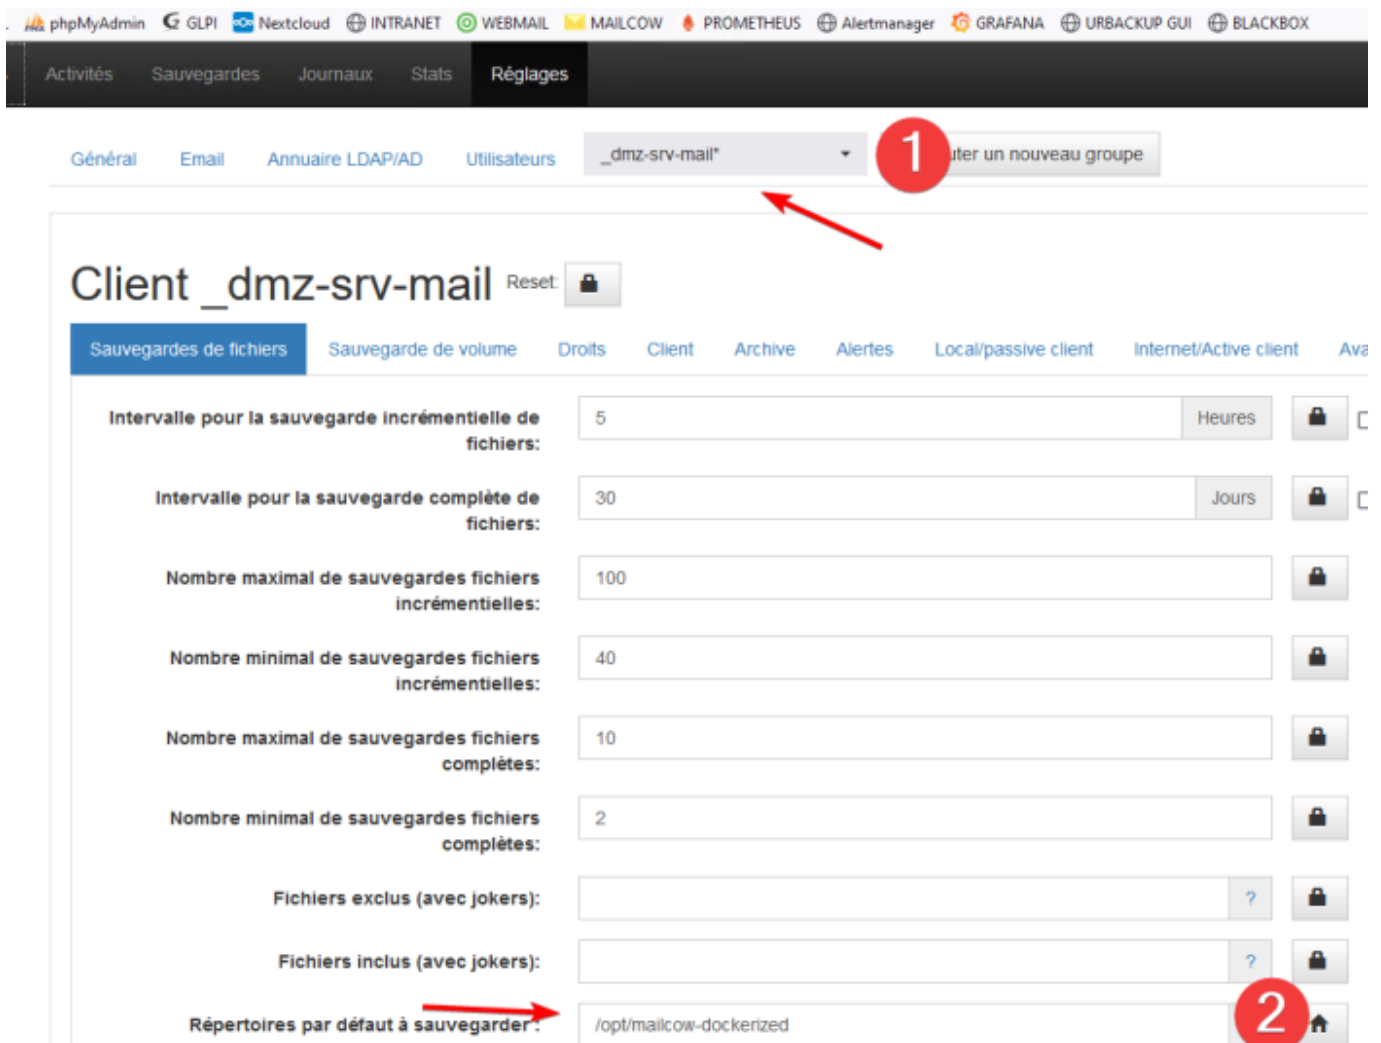 phpMyAdmin GLPI Nextcloud INTRANET WEBMAIL MAILCOW PROMETHEUS Alertmanager GRAFANA URBACKUP GUI BLACKBOX
Activités Sauvegardes Journaux Stats Réglages
Général Email Annuaire LDAP/AD Utilisateurs _dmz-srv-mail* 1 uter un nouveau groupe
Client _dmz-srv-mail Reset:
Sauvegardes de fichiers Sauvegarde de volume Droits Client Archive Alertes Local/passive client Internet/Active client Ava
Intervalle pour la sauvegarde incrémentielle de
fichiers:
5 Heures
Intervalle pour la sauvegarde complète de
fichiers:
30 Jours
Nombre maximal de sauvegardes fichiers
incrémentielles:
100
Nombre minimal de sauvegardes fichiers
incrémentielles:
40
Nombre maximal de sauvegardes fichiers
complètes:
10
Nombre minimal de sauvegardes fichiers
complètes:
2
Fichiers exclus (avec jokers): ?
Fichiers inclus (avec jokers): ?
Répertoires par défaut à sauvegarder : /opt/mailcow-dockerized 2